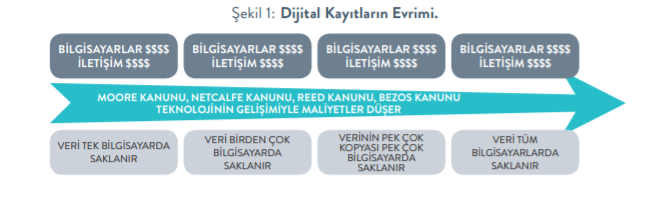 Şekil 1: Dijital Kayıtların Evrimi.
BİLGİSAYARLAR $$$$
İLETİŞİM $$$$
BİLGİSAYARLAR $$$$
İLETİŞİM $$$$
BİLGİSAYARLAR $$$$
İLETİŞİM $$$$
BİLGİSAYARLAR $$$$
İLETİŞİM $$$$
MOORE KANUNU, NETCALFE KANUNU, REED KANUNU, BEZOS KANUNU
TEKNOLOJİNİN GELİŞİMİYLE MALİYETLER DÜŞER
VERİ TEK BİLGİSAYARDA
SAKLANIR
VERİ BİRDEN ÇOK
BİLGİSAYARDA
SAKLANIR
VERİNİN PEK ÇOK
KOPYASI PEK ÇOK
BİLGİSAYARDA
SAKLANIR
VERİ TÜM
BİLGİSAYARLARDA
SAKLANIR